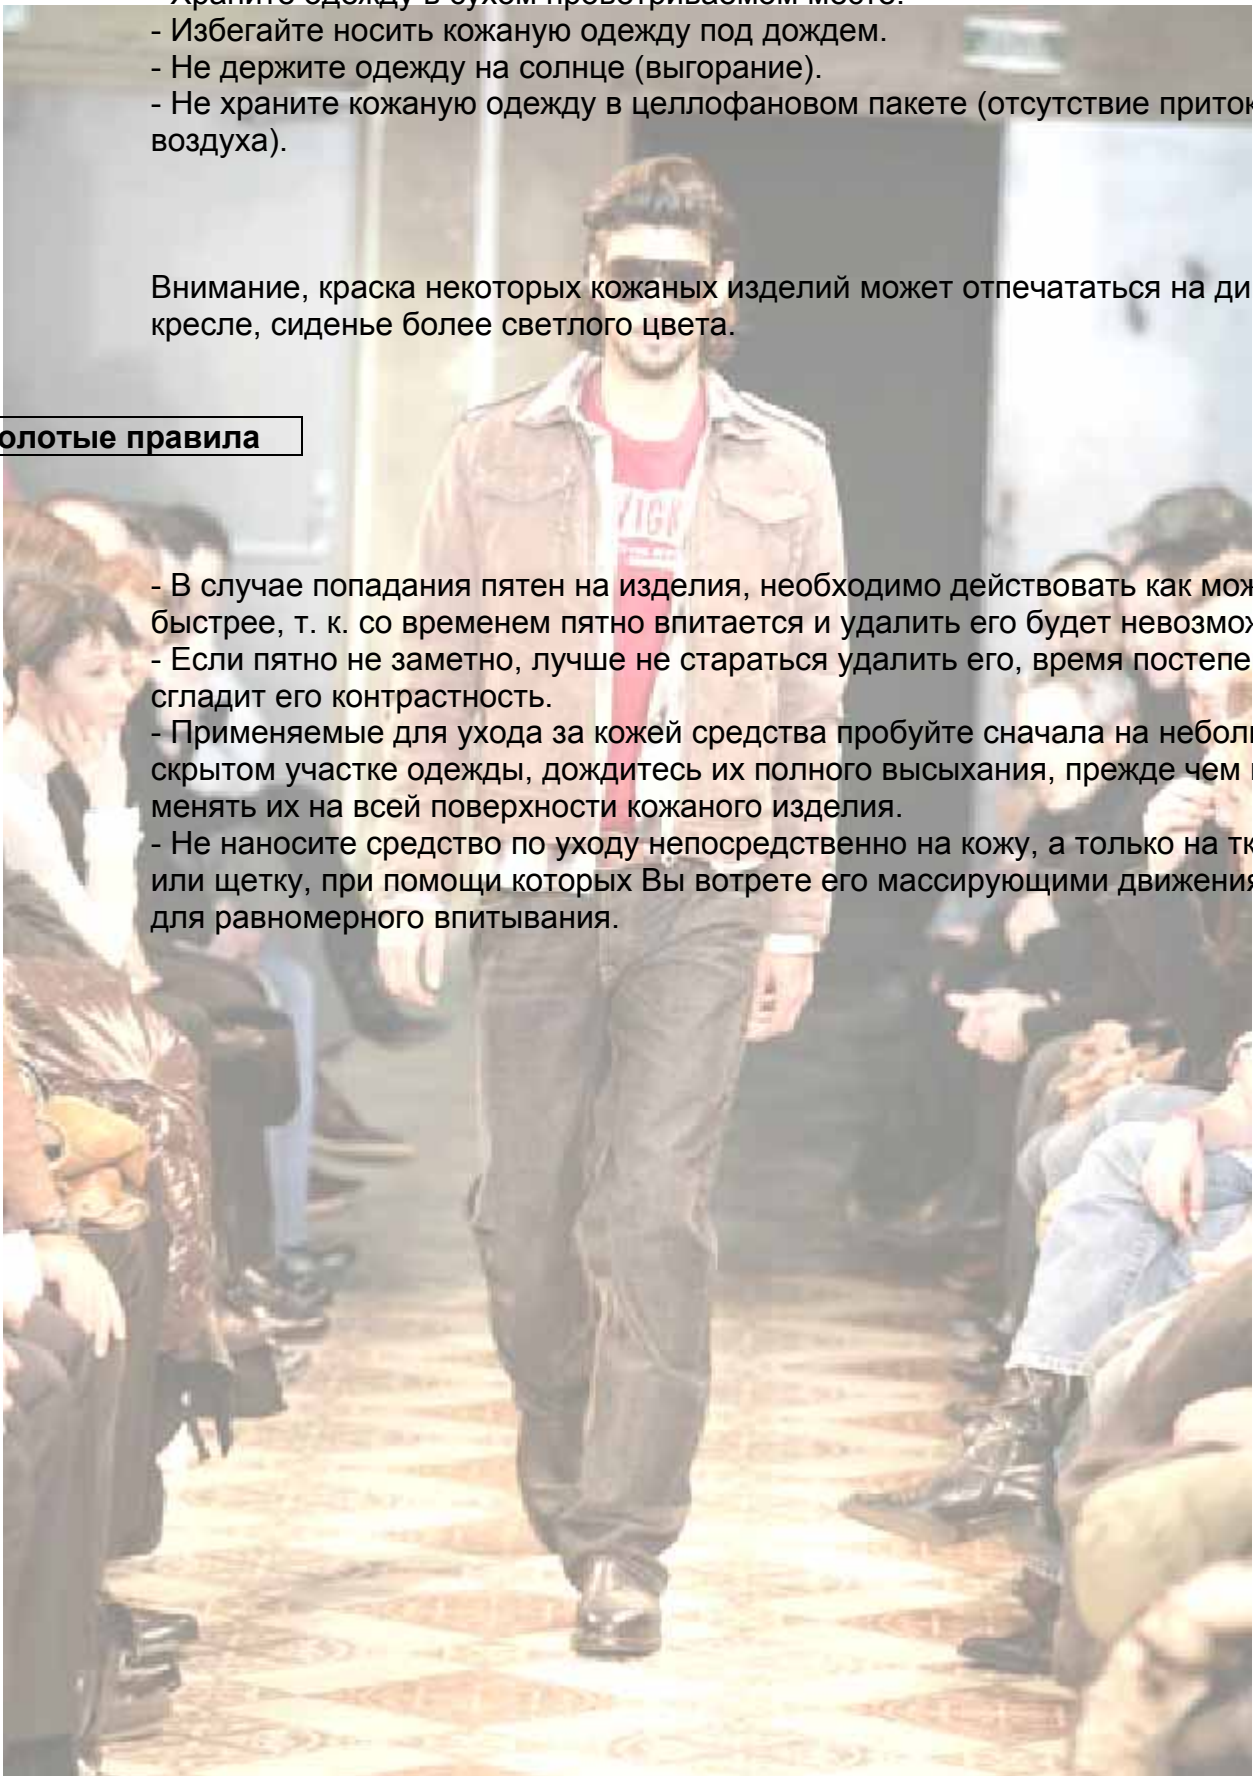 - Храните одежду в сухом проветриваемом месте.
- Избегайте носить кожаную одежду под дождем.
- Не держите одежду на солнце (выгорание).
- Не храните кожаную одежду в целлофановом пакете (отсутствие приток
воздуха).
Внимание, краска некоторых кожаных изделий может отпечататься на ди
кресле, сиденье более светлого цвета.
олотые правила
- В случае попадания пятен на изделия, необходимо действовать как мож
быстрее, т. к. со временем пятно впитается и удалить его будет невозмож
- Если пятно не заметно, лучше не стараться удалить его, время постепе
сгладит его контрастность.
- Применяемые для ухода за кожей средства пробуйте сначала на неболь
скрытом участке одежды, дождитесь их полного высыхания, прежде чем
менять их на всей поверхности кожаного изделия.
- Не наносите средство по уходу непосредственно на кожу, а только на тк
или щетку, при помощи которых Вы вотрете его массирующими движения
для равномерного впитывания.